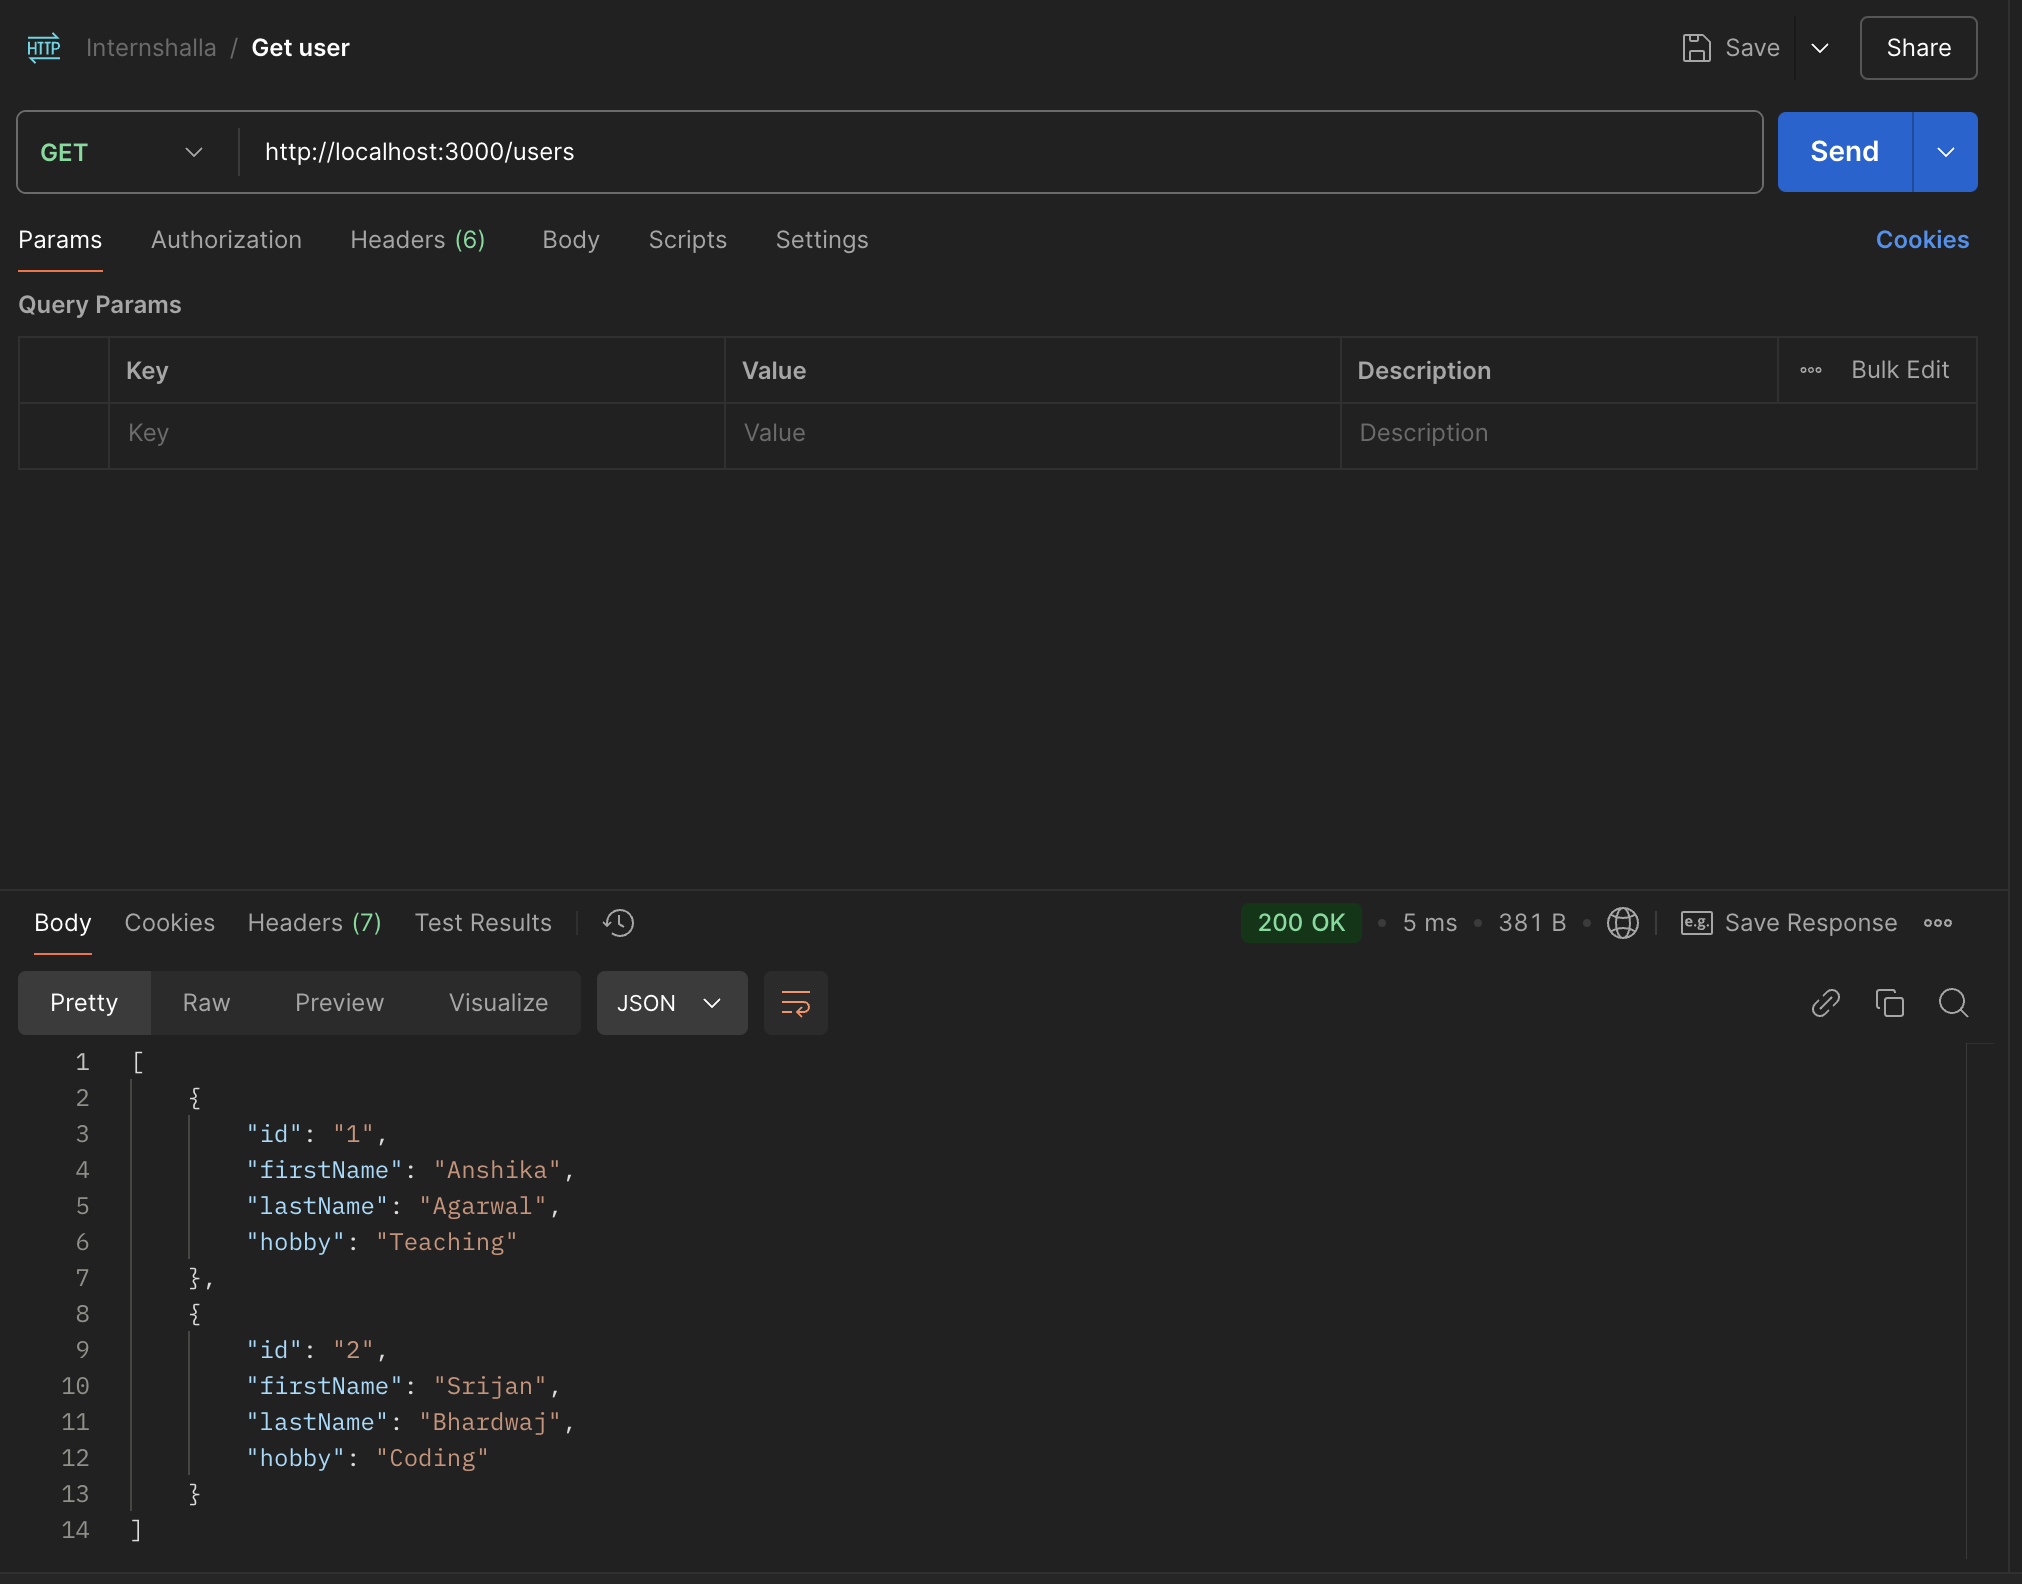 HTTP Internshalla / Get user Save Share
GET http://localhost:3000/users Send
Params Authorization Headers (6) Body Scripts Settings Cookies
Query Params
Key Value Description Bulk Edit
Key Value Description
Body Cookies Headers (7) Test Results 200 OK • 5 ms • 381 B • e.g. Save Response
Pretty Raw Preview Visualize JSON
1 [
2 {
3 "id": "1",
4 "firstName": "Anshika",
5 "lastName": "Agarwal",
6 "hobby": "Teaching"
7 },
8 {
9 "id": "2",
10 "firstName": "Srijan",
11 "lastName": "Bhardwaj",
12 "hobby": "Coding"
13 }
14 ]